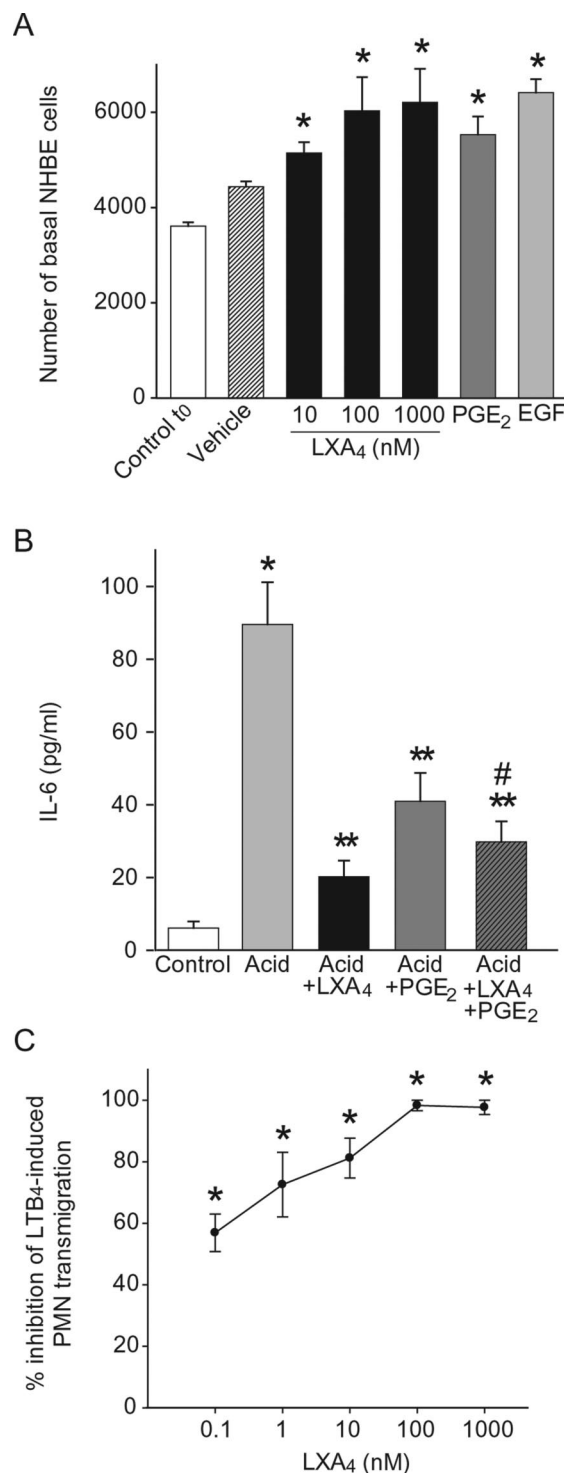 A
Number of basal NHBE cells
6000
4000
2000
0
* * * * *
Control t0
Vehicle
10 100 1000
LXA4 (nM)
PGE2
EGF
B
IL-6 (pg/ml)
100
80
60
40
20
0
*
**
**
#
**
Control
Acid
Acid
+LXA4
Acid
+PGE2
Acid
+LXA4
+PGE2
C
% inhibition of LTB4-induced
PMN transmigration
100
80
60
40
20
0
* * * * *
0.1 1 10 100 1000
LXA4 (nM)